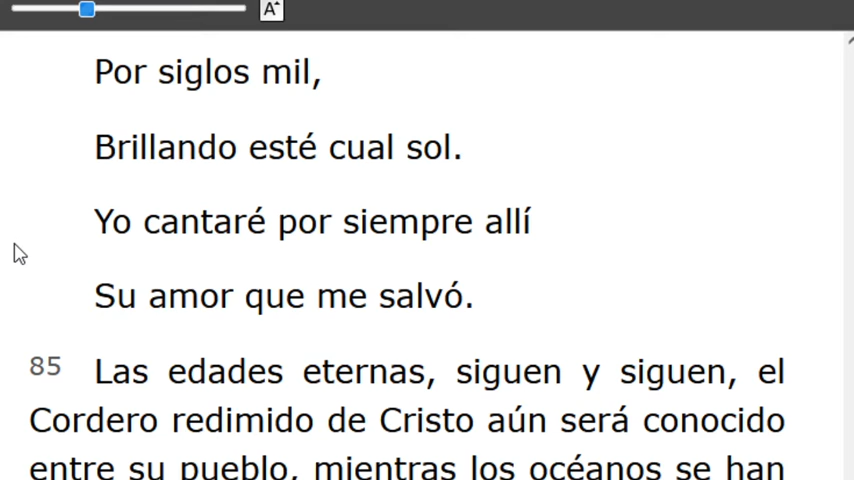 A
Por siglos mil,
Brillando esté cual sol.
Yo cantaré por siempre allí
Su amor que me salvó.
85 Las edades eternas, siguen y siguen, el
Cordero redimido de Cristo aún será conocido
entre su pueblo, mientras los océanos se han